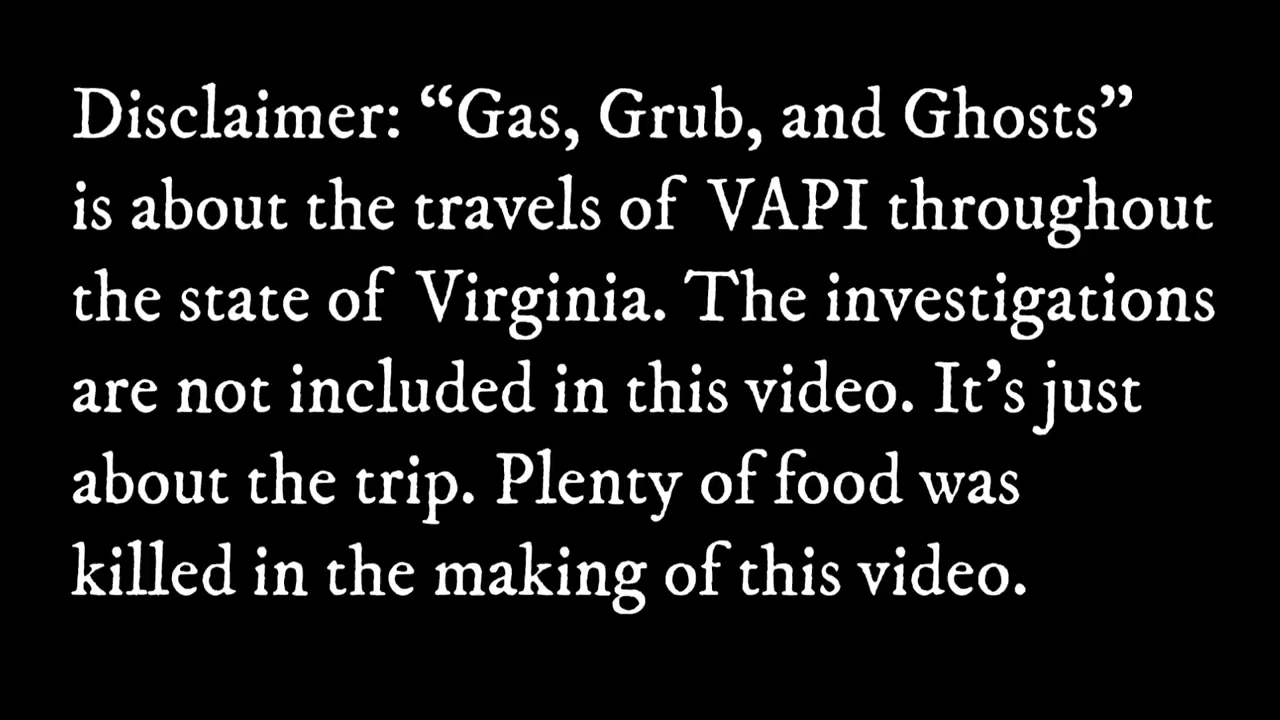 Disclaimer: “Gas, Grub, and Ghosts”
is about the travels of VAPI throughout
the state of Virginia. The investigations
are not included in this video. It’s just
about the trip. Plenty of food was
killed in the making of this video.